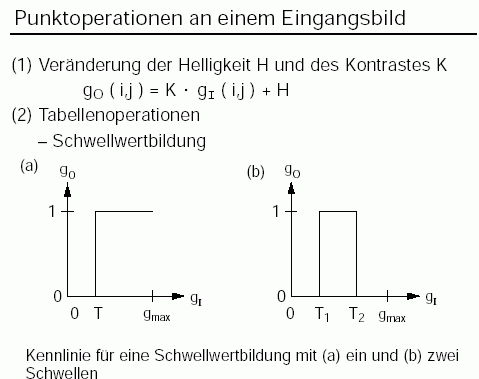 Punktoperationen an einem Eingangsbild
(1) Veränderung der Helligkeit H und des Kontrastes K
gO ( i,j ) = K · gI ( i,j ) + H
(2) Tabellenoperationen
– Schwellwertbildung
(a) gO
1
0
0 T gmax gI
(b) gO
1
0
0 T1 T2 gmax gI
Kennlinie für eine Schwellwertbildung mit (a) ein und (b) zwei
Schwellen